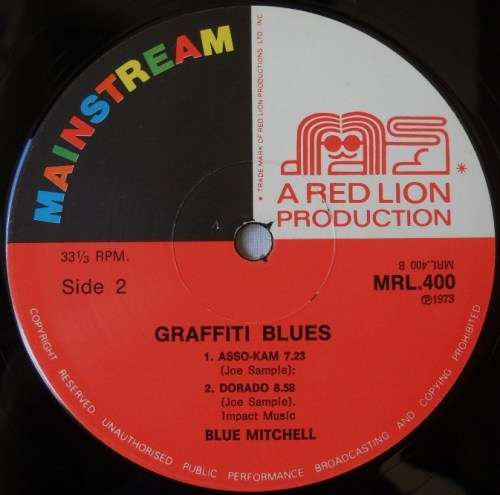 MAINSTREAM
* TRADE MARK OF RED LION PRODUCTIONS LTD. INC. *
A RED LION
PRODUCTION
33⅓ RPM.
Side 2
MRL.400 B
MRL.400
℗1973
GRAFFITI BLUES
1. ASSO-KAM 7.23
(Joe Sample);
2. DORADO 8.58
(Joe Sample).
Impact Music
BLUE MITCHELL
COPYRIGHT RESERVED. UNAUTHORISED PUBLIC PERFORMANCE BROADCASTING AND COPYING PROHIBITED